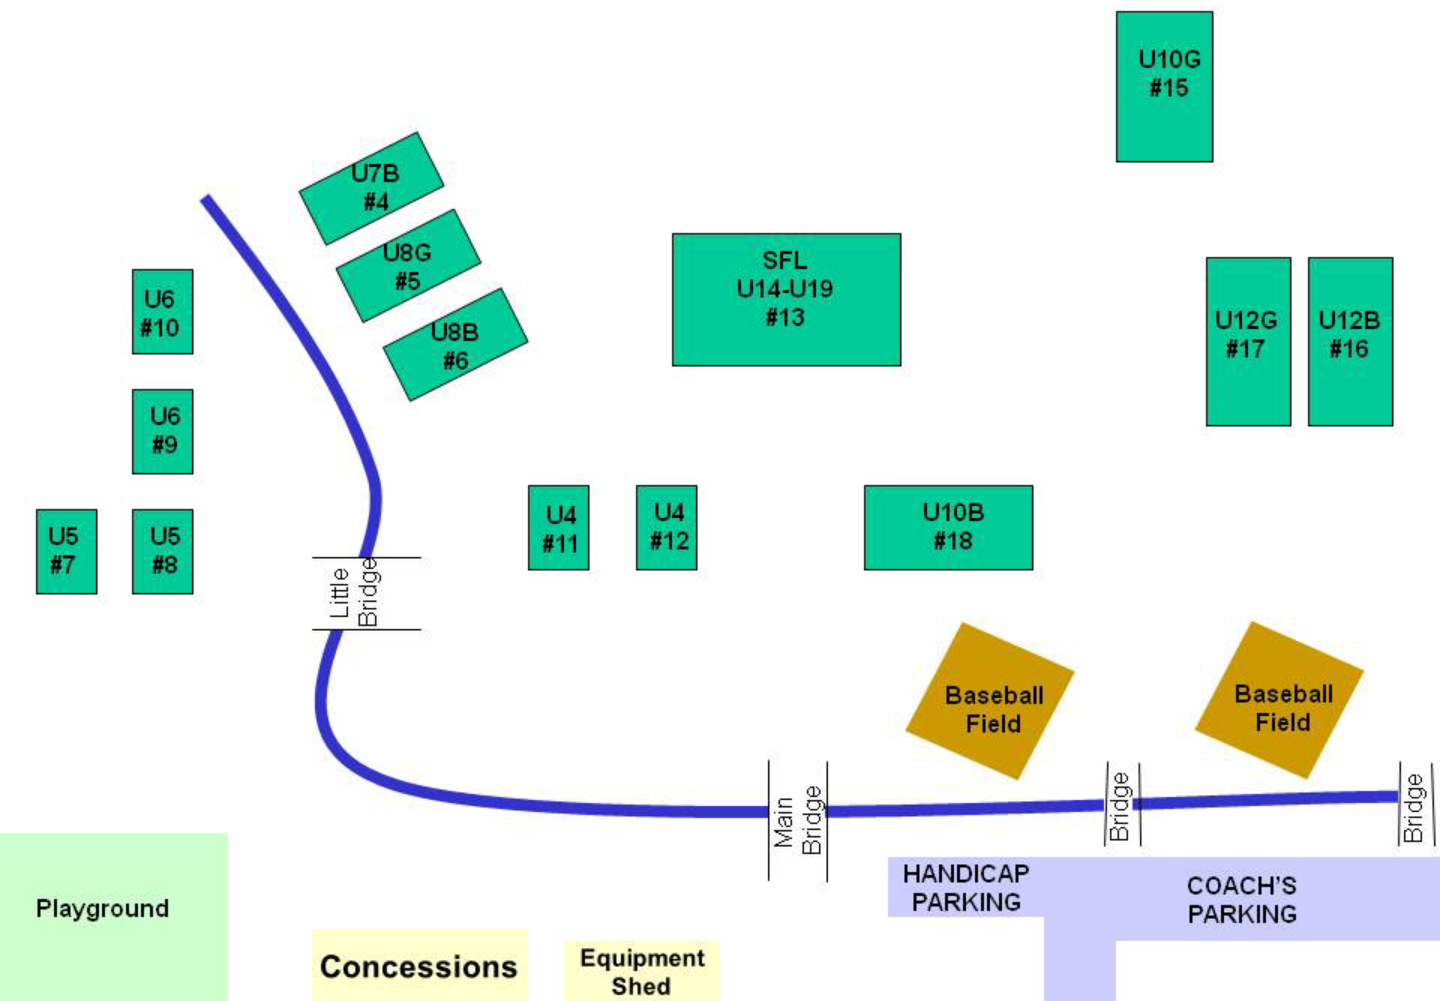 U10G
#15
U7B
#4
U8G
#5
U8B
#6
SFL
U14-U19
#13
U6
#10
U12G
#17
U12B
#16
U6
#9
U5
#7
U5
#8
U4
#11
U4
#12
U10B
#18
Little
Bridge
Baseball
Field
Baseball
Field
Main
Bridge
Bridge
Bridge
HANDICAP
PARKING
COACH'S
PARKING
Playground
Concessions
Equipment
Shed